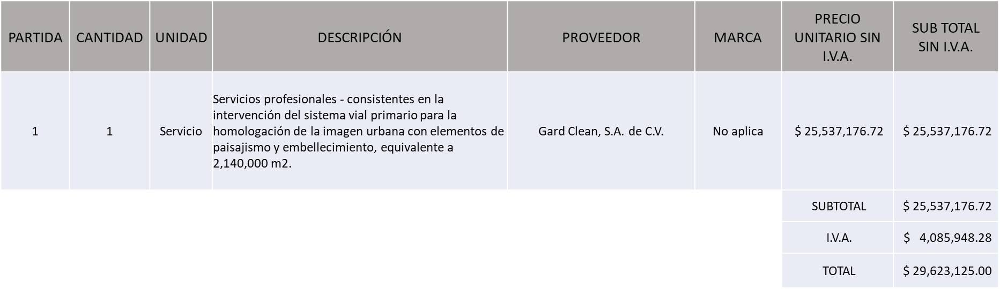 PARTIDA CANTIDAD UNIDAD DESCRIPCIÓN PROVEEDOR MARCA PRECIO UNITARIO SIN I.V.A. SUB TOTAL SIN I.V.A.
1 1 Servicio
Servicios profesionales - consistentes en la
intervención del sistema vial primario para la
homologación de la imagen urbana con elementos de
paisajismo y embellecimiento, equivalente a
2,140,000 m2.
Gard Clean, S.A. de C.V. No aplica $ 25,537,176.72 $ 25,537,176.72
SUBTOTAL $ 25,537,176.72
I.V.A. $ 4,085,948.28
TOTAL $ 29,623,125.00